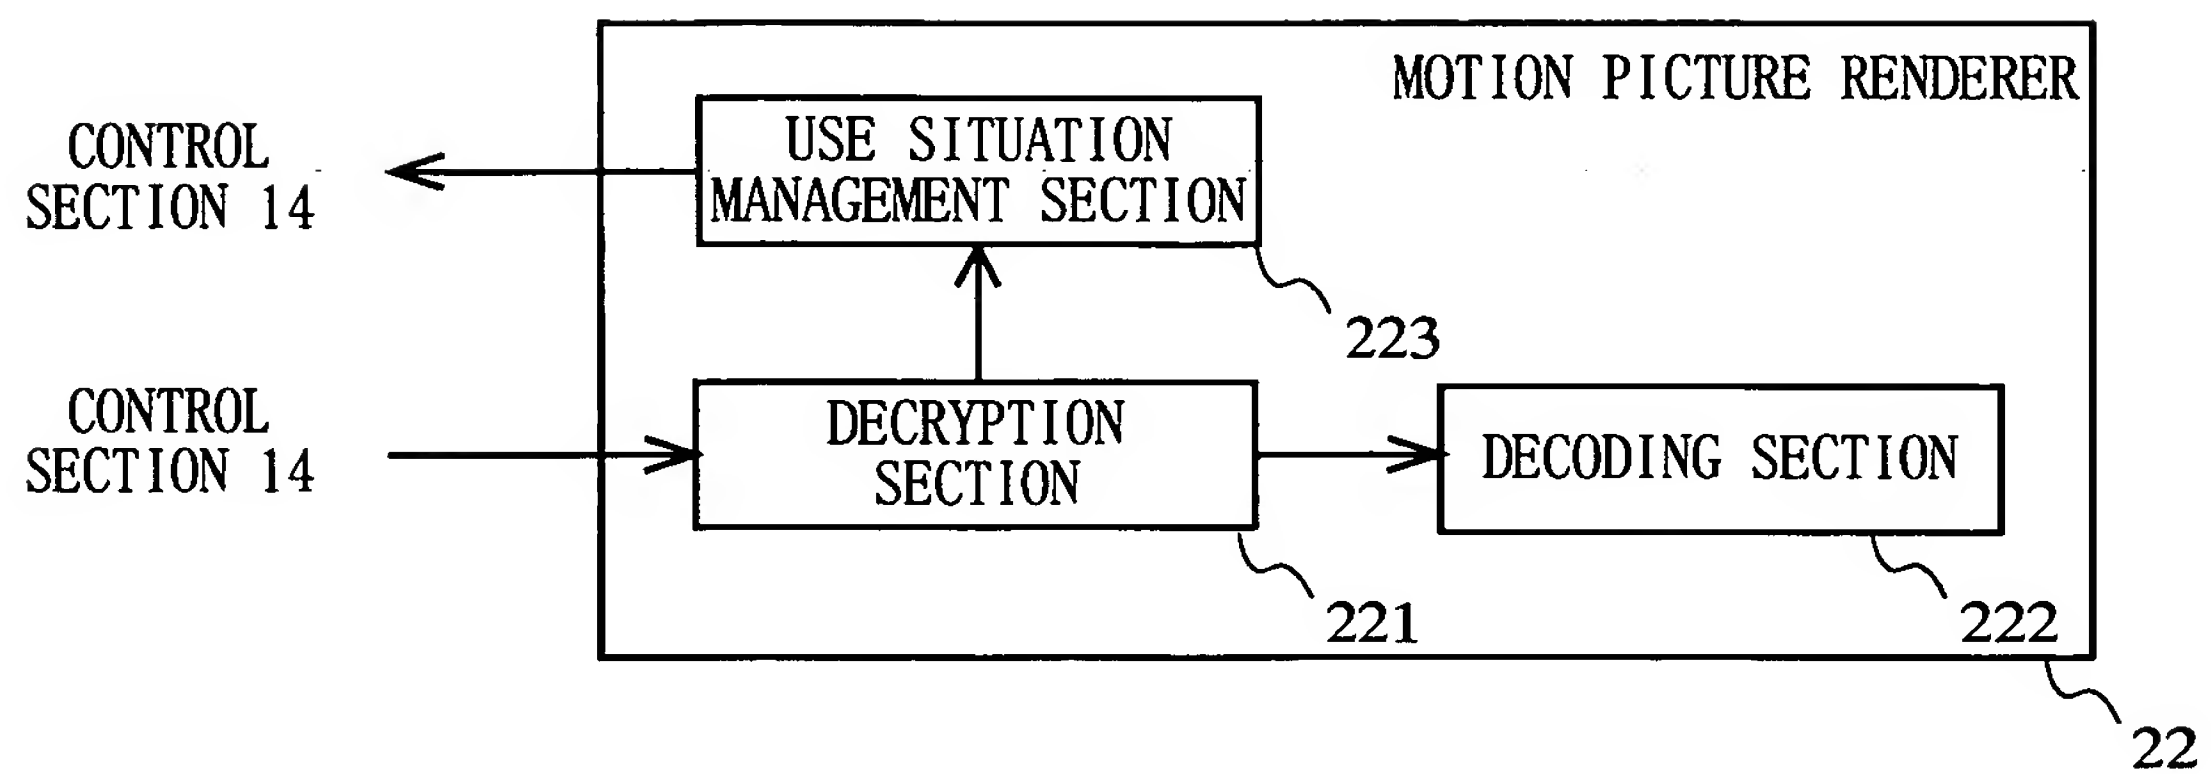 MOTION PICTURE RENDERER
CONTROL
SECTION 14
USE SITUATION
MANAGEMENT SECTION
223
CONTROL
SECTION 14
DECRYPTION
SECTION
DECODING SECTION
221
222
22